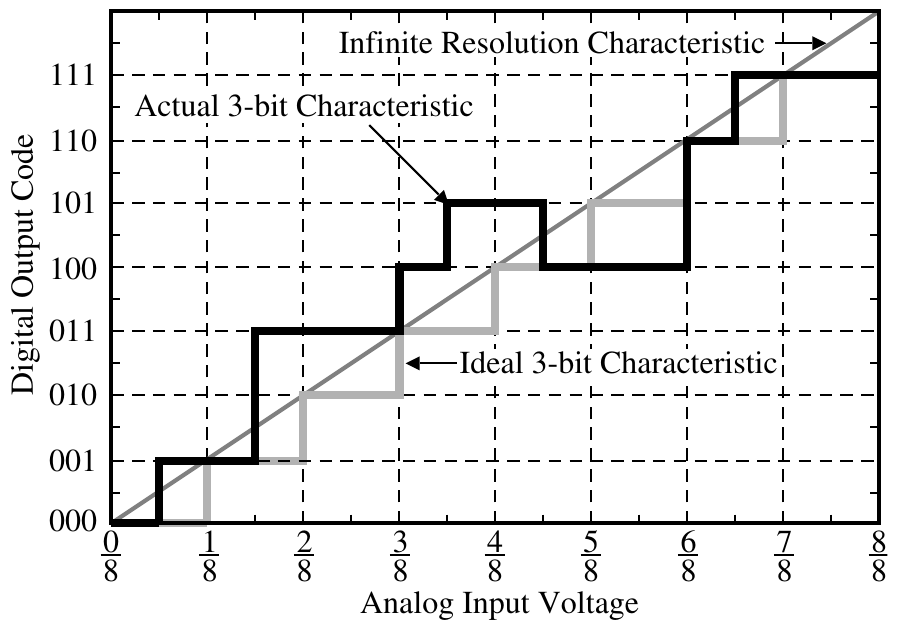 Infinite Resolution Characteristic
111
Actual 3-bit Characteristic
110
101
100
011
Ideal 3-bit Characteristic
010
001
000
Digital Output Code
0/8 1/8 2/8 3/8 4/8 5/8 6/8 7/8 8/8
Analog Input Voltage